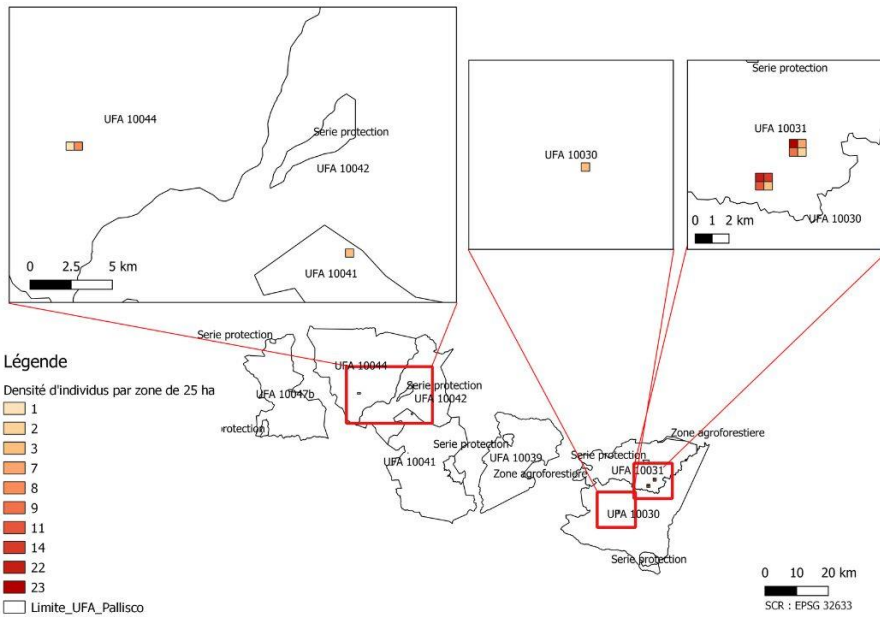 UFA 10044
Serie protection
UFA 10042
UFA 10041
0 2.5 5 km
UFA 10030
Serie protection
UFA 10031
0 1 2 km
UFA 10030
Serie protection
UFA 10044
Serie protection
UFA 10042
UFA 10047b
protection
UFA 10041
Serie protection
UFA 10039
Zone agroforestiere
Zone agroforestiere
Serie protection
UFA 10031
UFA 10030
Serie protection
Légende
Densité d'individus par zone de 25 ha
1
2
3
7
8
9
11
14
22
23
Limite_UFA_Pallisco
0 10 20 km
SCR : EPSG 32633